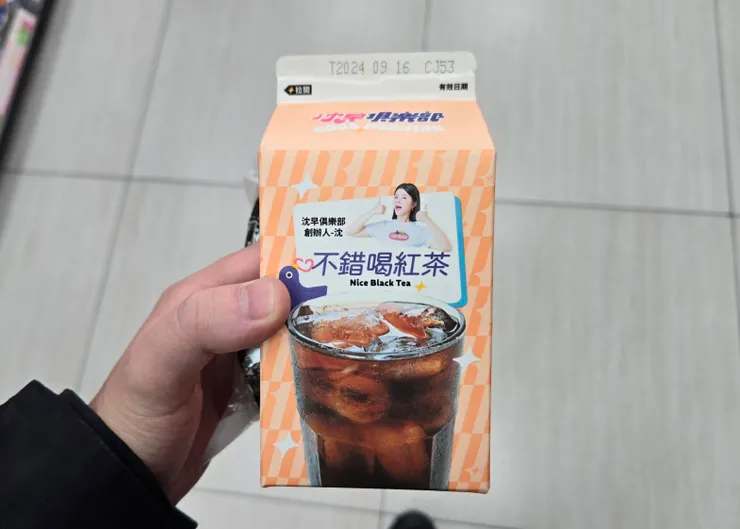 T2024 09 16 CJ53
拉開
有效日期
沈早俱樂部
沈早俱樂部
創辦人-沈
不錯喝紅茶
Nice Black Tea